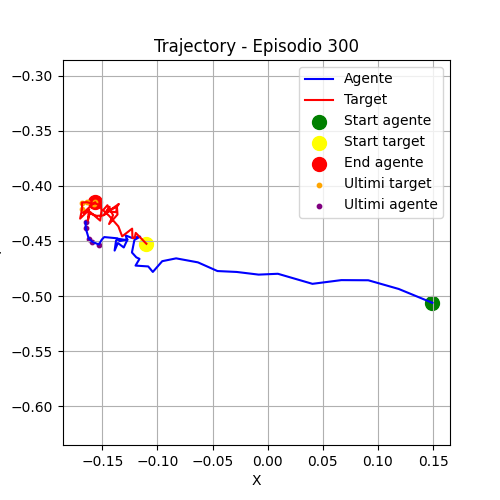 Trajectory - Episodio 300
Agente
Target
Start agente
Start target
End agente
Ultimi target
Ultimi agente
−0.30
−0.35
−0.40
−0.45
−0.50
−0.55
−0.60
−0.15
−0.10
−0.05
0.00
0.05
0.10
0.15
X